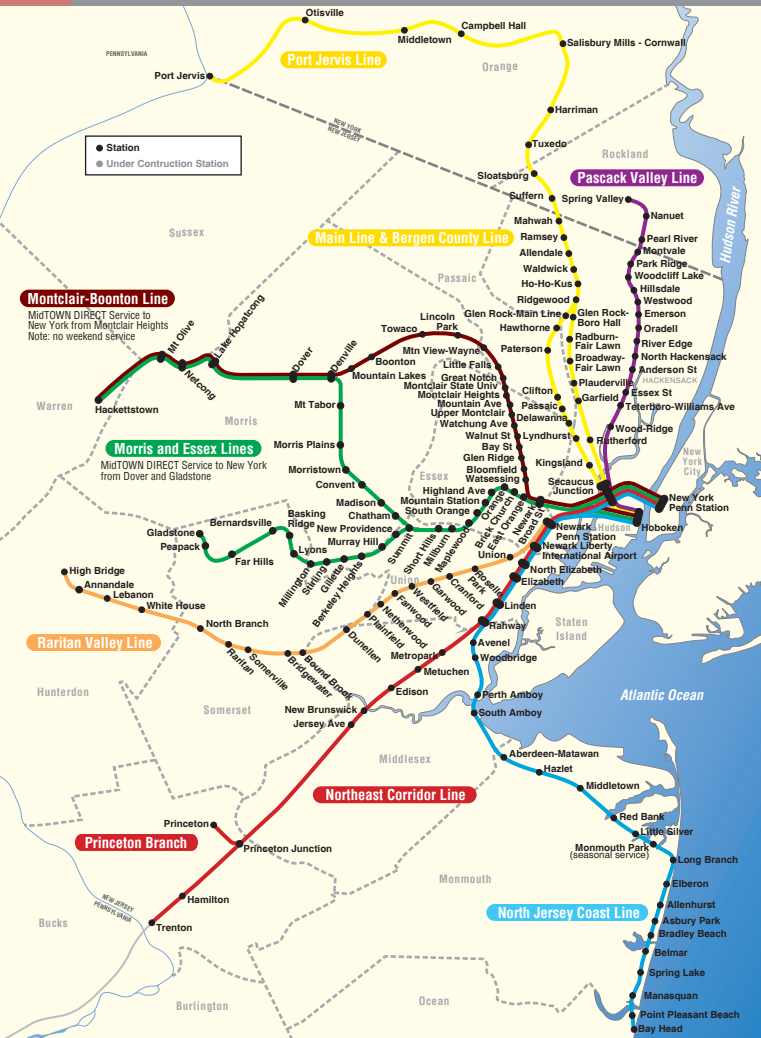 Otisville
Port Jervis Line
Middletown
Campbell Hall
Salisbury Mills - Cornwall
PENNSYLVANIA
Port Jervis
Orange
Harriman
NEW YORK
NEW JERSEY
Station
Under Contruction Station
Tuxedo
Rockland
Sloatsburg
Pascack Valley Line
Suffern
Spring Valley
Hudson River
Nanuet
Mahwah
Sussex
Main Line & Bergen County Line
Ramsey
Pearl River
Allendale
Montvale
Waldwick
Park Ridge
Passaic
Woodcliff Lake
Ho-Ho-Kus
Hillsdale
Ridgewood
Westwood
Montclair-Boonton Line
MidTOWN DIRECT Service to
New York from Montclair Heights
Note: no weekend service
Mt Olive
Netcong
Lake Hopatcong
Dover
Denville
Towaco
Lincoln
Park
Glen Rock-Main Line
Glen Rock-
Boro Hall
Emerson
Hawthorne
Oradell
Radburn-
Fair Lawn
River Edge
Paterson
Broadway-
Fair Lawn
North Hackensack
Mtn View-Wayne
Boonton
Little Falls
Anderson St
Mountain Lakes
Great Notch
Plauderville
HACKENSACK
Montclair State Univ
Essex St
Montclair Heights
Clifton
Garfield
Teterboro-Williams Ave
Mountain Ave
Passaic
Upper Montclair
Delawanna
Watchung Ave
Wood-Ridge
Warren
Hackettstown
Mt Tabor
Morris
Walnut St
Lyndhurst
Rutherford
Bay St
Morris and Essex Lines
MidTOWN DIRECT Service to New York
from Dover and Gladstone
Morris Plains
Glen Ridge
Kingsland
New
York
City
Morristown
Bloomfield
Essex
Watsessing
Convent
Secaucus
Junction
Highland Ave
Mountain Station
South Orange
Madison
Chatham
New York
Penn Station
Orange
Brick Church
East Orange
Newark
Broad St
Hudson
Hoboken
Newark
Penn Station
Gladstone
Bernardsville
Basking
Ridge
New Providence
Murray Hill
Summit
Short Hills
Milburn
Maplewood
Peapack
Far Hills
Lyons
Millington
Stirling
Gillette
Berkeley Heights
Union
Newark Liberty
International Airport
High Bridge
Annandale
Lebanon
White House
North Elizabeth
Elizabeth
Union
Roselle
Park
Cranford
Garwood
Westfield
Fanwood
Netherwood
Plainfield
Dunellen
Linden
Staten
Island
North Branch
Rahway
Raritan Valley Line
Raritan
Somerville
Bridgewater
Bound Brook
Avenel
Woodbridge
Metropark
Metuchen
Edison
Hunterdon
Somerset
Perth Amboy
Atlantic Ocean
New Brunswick
Jersey Ave
South Amboy
Middlesex
Aberdeen-Matawan
Hazlet
Northeast Corridor Line
Middletown
Princeton
Princeton Branch
Princeton Junction
Red Bank
Little Silver
Monmouth Park
(seasonal service)
Long Branch
Monmouth
Elberon
Hamilton
NEW JERSEY
PENNSYLVANIA
Allenhurst
North Jersey Coast Line
Trenton
Bucks
Asbury Park
Bradley Beach
Belmar
Spring Lake
Manasquan
Burlington
Ocean
Point Pleasant Beach
Bay Head